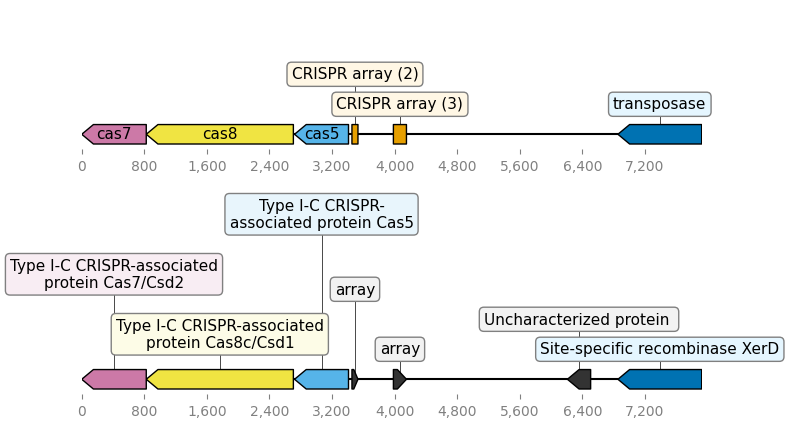 CRISPR array (2)
CRISPR array (3)
transposase
cas7
cas8
cas5
0
800
1,600
2,400
3,200
4,000
4,800
5,600
6,400
7,200
Type I-C CRISPR-
associated protein Cas5
Type I-C CRISPR-associated
protein Cas7/Csd2
array
Type I-C CRISPR-associated
protein Cas8c/Csd1
Uncharacterized protein
array
Site-specific recombinase XerD
0
800
1,600
2,400
3,200
4,000
4,800
5,600
6,400
7,200